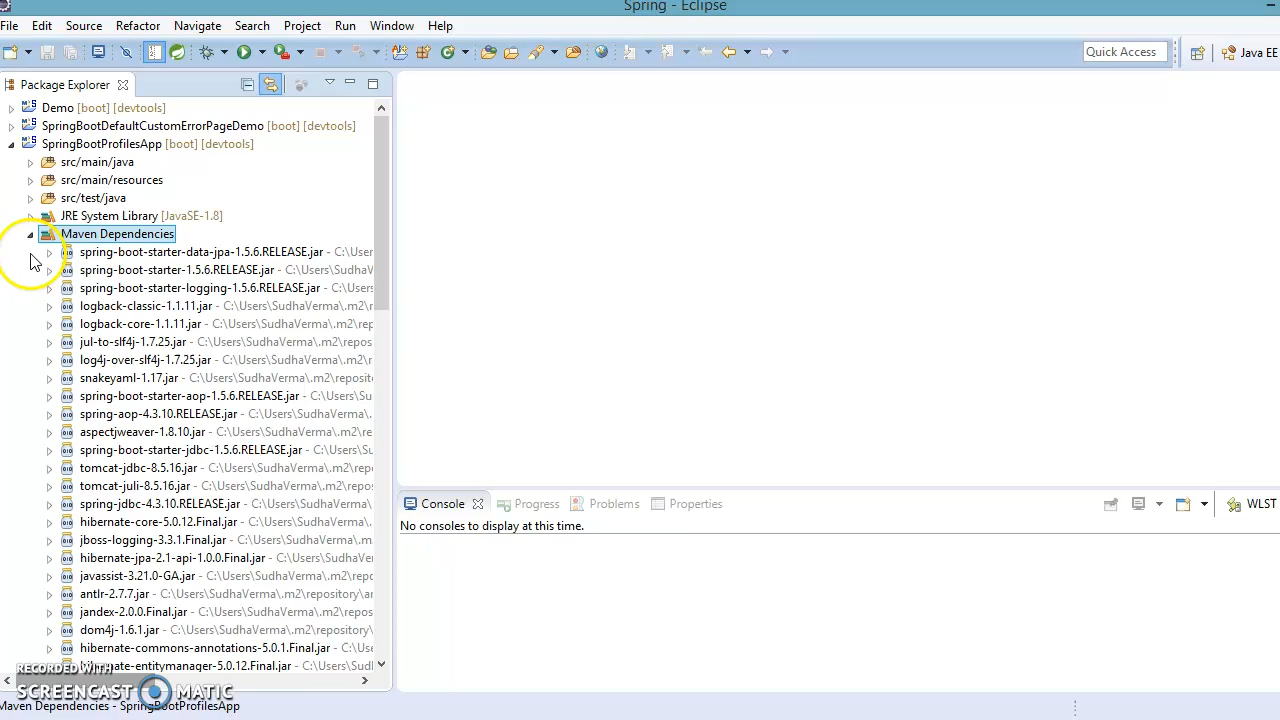 Spring - Eclipse
File Edit Source Refactor Navigate Search Project Run Window Help
Quick Access
Java EE
Package Explorer
Demo [boot] [devtools]
SpringBootDefaultCustomErrorPageDemo [boot] [devtools]
SpringBootProfilesApp [boot] [devtools]
src/main/java
src/main/resources
src/test/java
JRE System Library [JavaSE-1.8]
Maven Dependencies
spring-boot-starter-data-jpa-1.5.6.RELEASE.jar - C:\User
spring-boot-starter-1.5.6.RELEASE.jar - C:\Users\SudhaV
spring-boot-starter-logging-1.5.6.RELEASE.jar - C:\Users
logback-classic-1.1.11.jar - C:\Users\SudhaVerma\.m2\r
logback-core-1.1.11.jar - C:\Users\SudhaVerma\.m2\rep
jul-to-slf4j-1.7.25.jar - C:\Users\SudhaVerma\.m2\repos
log4j-over-slf4j-1.7.25.jar - C:\Users\SudhaVerma\.m2\r
snakeyaml-1.17.jar - C:\Users\SudhaVerma\.m2\reposit
spring-boot-starter-aop-1.5.6.RELEASE.jar - C:\Users\Su
spring-aop-4.3.10.RELEASE.jar - C:\Users\SudhaVerma\.
aspectjweaver-1.8.10.jar - C:\Users\SudhaVerma\.m2\re
spring-boot-starter-jdbc-1.5.6.RELEASE.jar - C:\Users\Su
tomcat-jdbc-8.5.16.jar - C:\Users\SudhaVerma\.m2\rep
tomcat-juli-8.5.16.jar - C:\Users\SudhaVerma\.m2\repo
spring-jdbc-4.3.10.RELEASE.jar - C:\Users\SudhaVerma\
hibernate-core-5.0.12.Final.jar - C:\Users\SudhaVerma\.
jboss-logging-3.3.1.Final.jar - C:\Users\SudhaVerma\.m
hibernate-jpa-2.1-api-1.0.0.Final.jar - C:\Users\SudhaVe
javassist-3.21.0-GA.jar - C:\Users\SudhaVerma\.m2\rep
antlr-2.7.7.jar - C:\Users\SudhaVerma\.m2\repository\ar
jandex-2.0.0.Final.jar - C:\Users\SudhaVerma\.m2\repos
dom4j-1.6.1.jar - C:\Users\SudhaVerma\.m2\repository\
hibernate-commons-annotations-5.0.1.Final.jar - C:\User
hibernate-entitymanager-5.0.12.Final.jar - C:\Users\Sud
Console Progress Problems Properties
WLST
No consoles to display at this time.
RECORDED WITH
SCREENCAST MATIC
Maven Dependencies - SpringBootProfilesApp